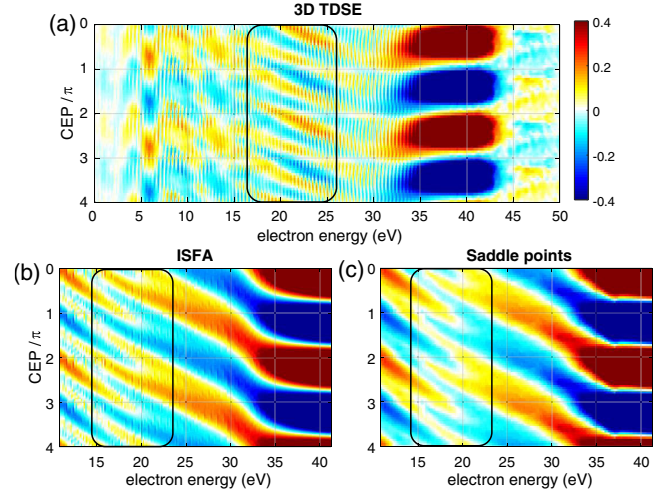 3D TDSE
(a)
CEP / π
0
1
2
3
4
0 5 10 15 20 25 30 35 40 45 50
electron energy (eV)
0.4
0.2
0
-0.2
-0.4
(b)
ISFA
CEP / π
0
1
2
3
4
15 20 25 30 35 40
electron energy (eV)
(c)
Saddle points
0
1
2
3
4
15 20 25 30 35 40
electron energy (eV)